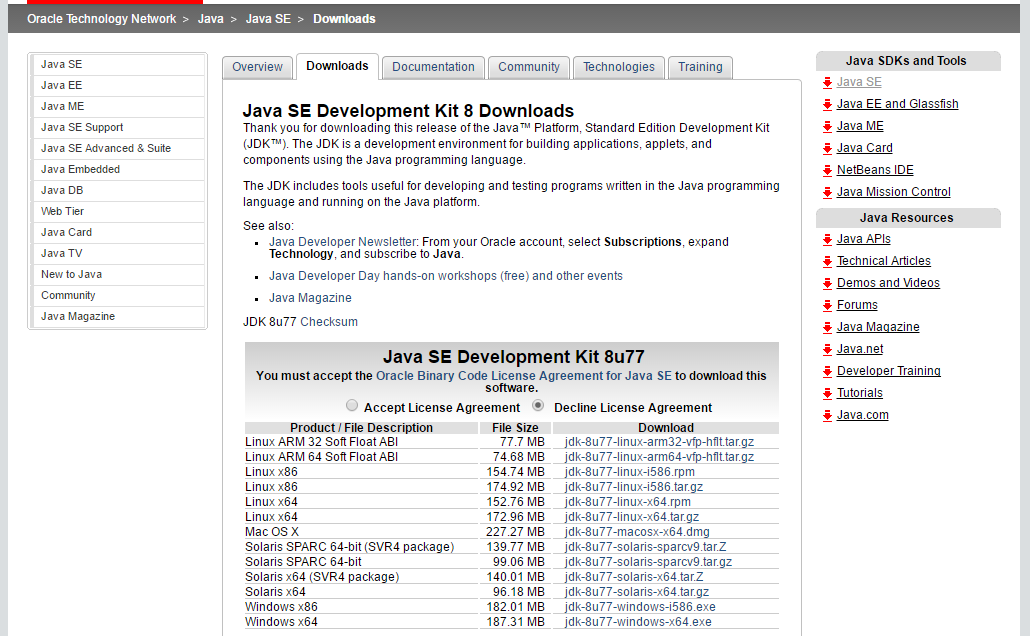 Oracle Technology Network > Java > Java SE > Downloads
Java SE
Java EE
Java ME
Java SE Support
Java SE Advanced & Suite
Java Embedded
Java DB
Web Tier
Java Card
Java TV
New to Java
Community
Java Magazine
Overview Downloads Documentation Community Technologies Training
Java SE Development Kit 8 Downloads
Thank you for downloading this release of the Java™ Platform, Standard Edition Development Kit
(JDK™). The JDK is a development environment for building applications, applets, and
components using the Java programming language.
The JDK includes tools useful for developing and testing programs written in the Java programming
language and running on the Java platform.
See also:
Java Developer Newsletter: From your Oracle account, select Subscriptions, expand
Technology, and subscribe to Java.
Java Developer Day hands-on workshops (free) and other events
Java Magazine
JDK 8u77 Checksum
Java SE Development Kit 8u77
You must accept the Oracle Binary Code License Agreement for Java SE to download this
software.
Accept License Agreement Decline License Agreement
Product / File Description File Size Download
Linux ARM 32 Soft Float ABI 77.7 MB jdk-8u77-linux-arm32-vfp-hflt.tar.gz
Linux ARM 64 Soft Float ABI 74.68 MB jdk-8u77-linux-arm64-vfp-hflt.tar.gz
Linux x86 154.74 MB jdk-8u77-linux-i586.rpm
Linux x86 174.92 MB jdk-8u77-linux-i586.tar.gz
Linux x64 152.76 MB jdk-8u77-linux-x64.rpm
Linux x64 172.96 MB jdk-8u77-linux-x64.tar.gz
Mac OS X 227.27 MB jdk-8u77-macosx-x64.dmg
Solaris SPARC 64-bit (SVR4 package) 139.77 MB jdk-8u77-solaris-sparcv9.tar.Z
Solaris SPARC 64-bit 99.06 MB jdk-8u77-solaris-sparcv9.tar.gz
Solaris x64 (SVR4 package) 140.01 MB jdk-8u77-solaris-x64.tar.Z
Solaris x64 96.18 MB jdk-8u77-solaris-x64.tar.gz
Windows x86 182.01 MB jdk-8u77-windows-i586.exe
Windows x64 187.31 MB jdk-8u77-windows-x64.exe
Java SDKs and Tools
Java SE
Java EE and Glassfish
Java ME
Java Card
NetBeans IDE
Java Mission Control
Java Resources
Java APIs
Technical Articles
Demos and Videos
Forums
Java Magazine
Java.net
Developer Training
Tutorials
Java.com